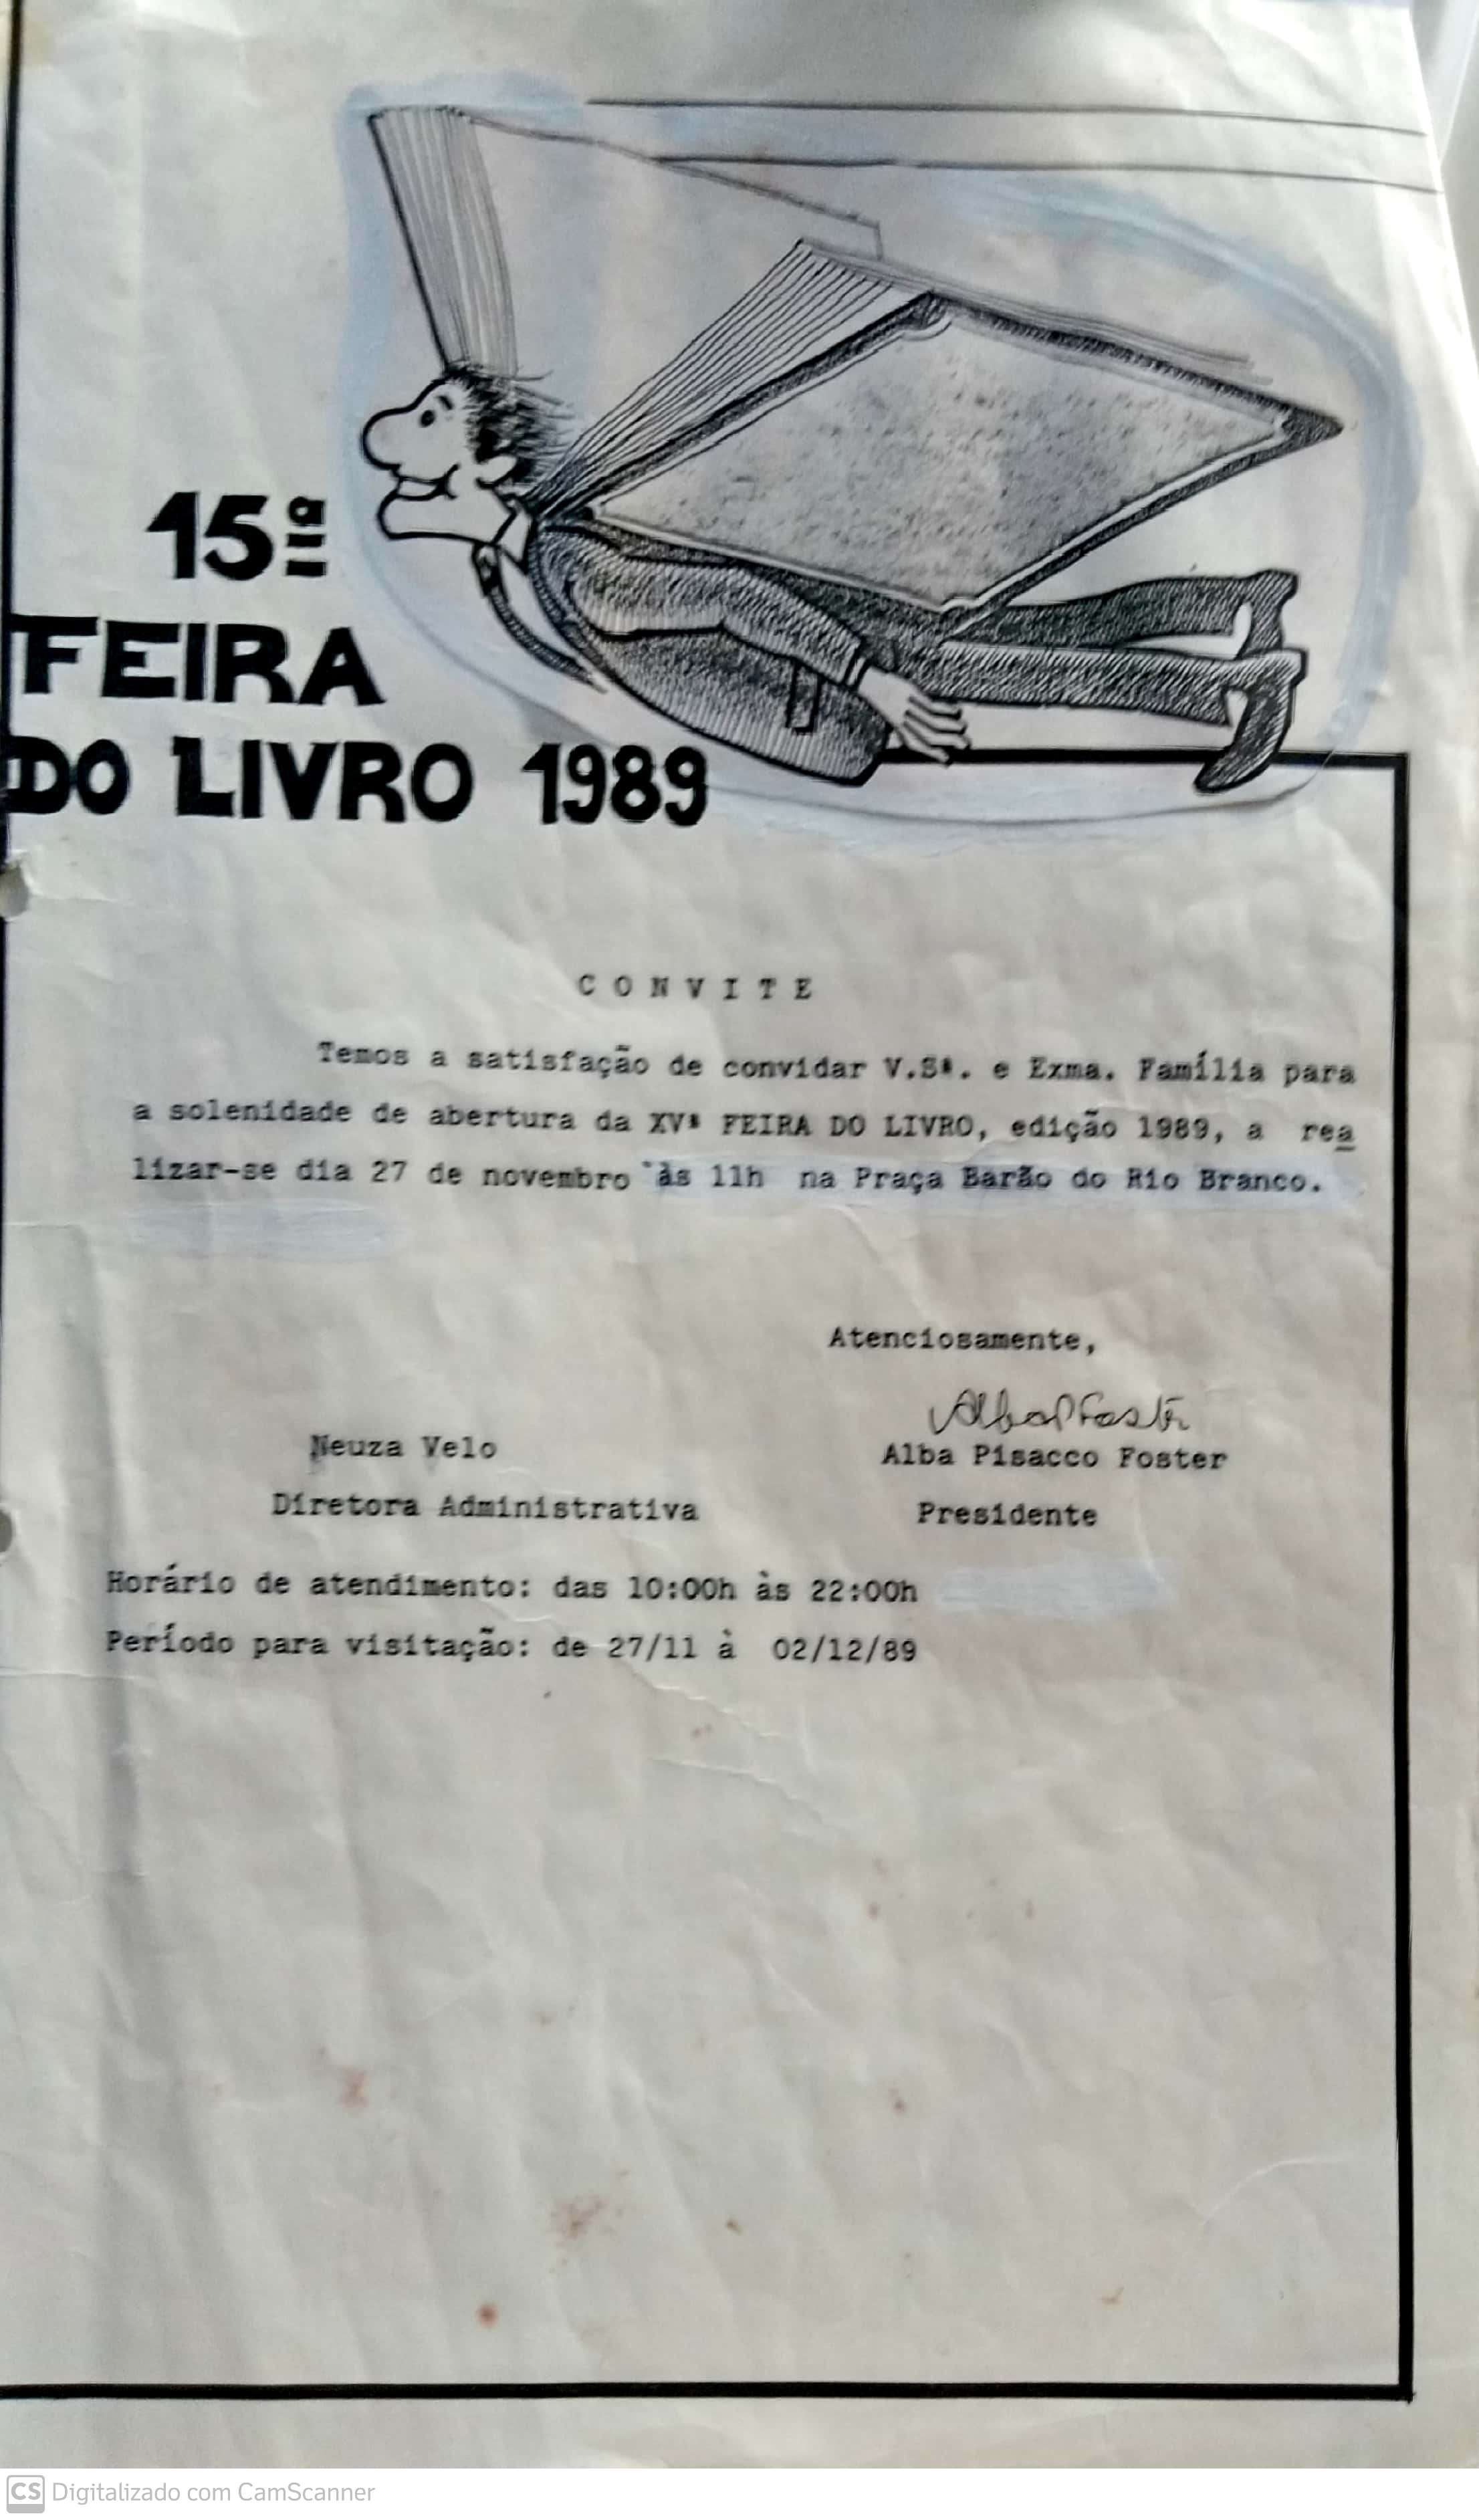 15ª
FEIRA
DO LIVRO 1989
CONVITE
Temos a satisfação de convidar V.Sª. e Exma. Família para
a solenidade de abertura da XVª FEIRA DO LIVRO, edição 1989, a rea
lizar-se dia 27 de novembro às 11h na Praça Barão do Rio Branco.
Atenciosamente,
Alba P Foster
Neuza Velo
Alba Pisacco Foster
Diretora Administrativa
Presidente
Horário de atendimento: das 10:00h às 22:00h
Período para visitação: de 27/11 à 02/12/89
CS Digitalizado com CamScanner